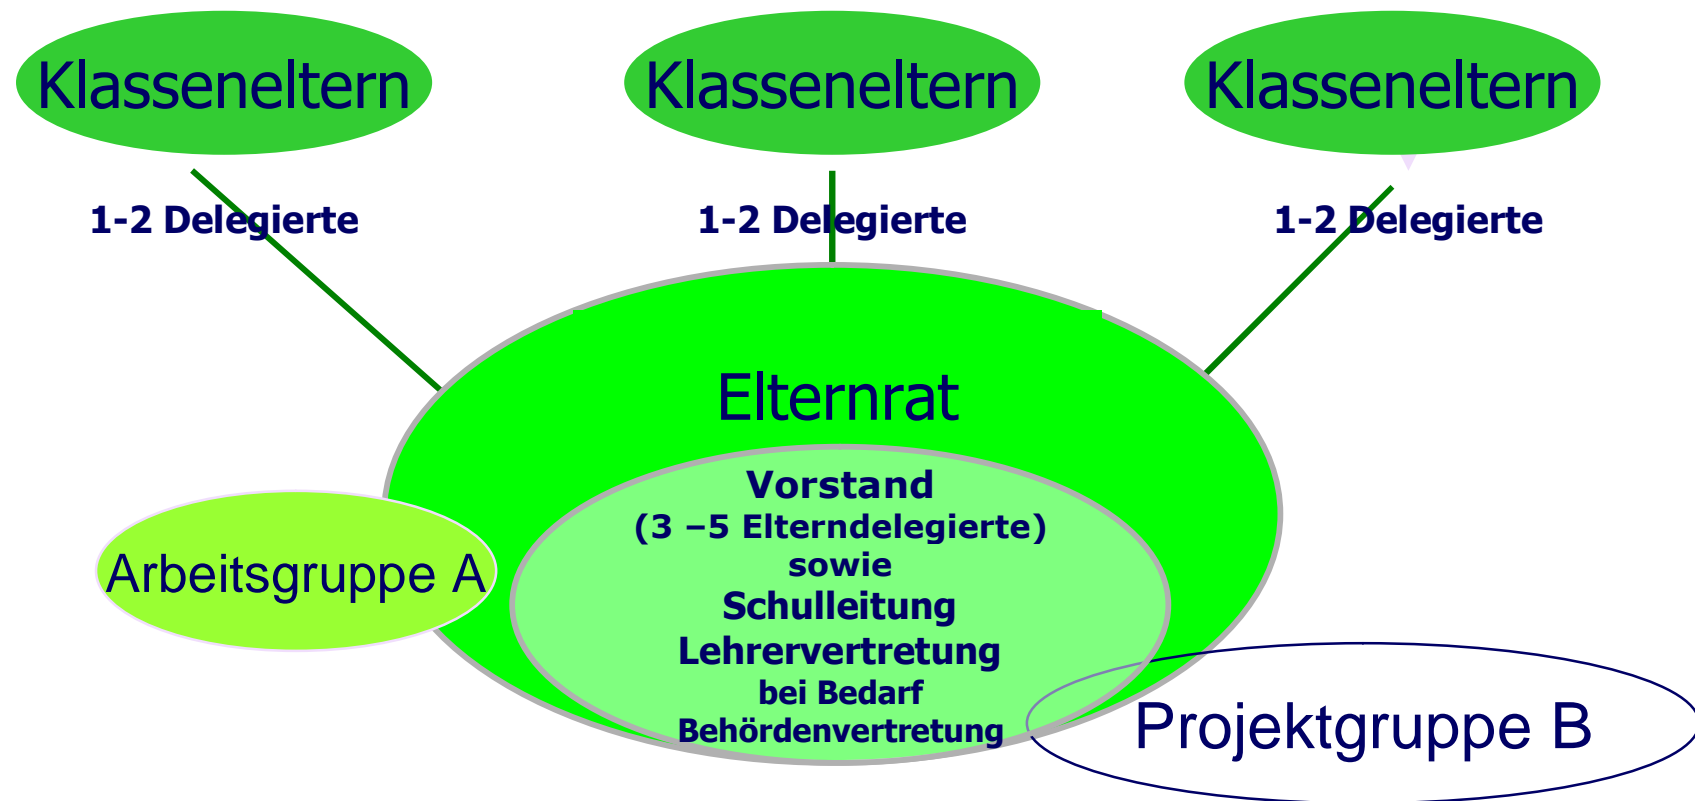 Klasseneltern
Klasseneltern
Klasseneltern
1-2 Delegierte
1-2 Delegierte
1-2 Delegierte
Elternrat
Vorstand
(3 –5 Elterndelegierte)
sowie
Schulleitung
Lehrervertretung
bei Bedarf
Behördenvertretung
Arbeitsgruppe A
Projektgruppe B